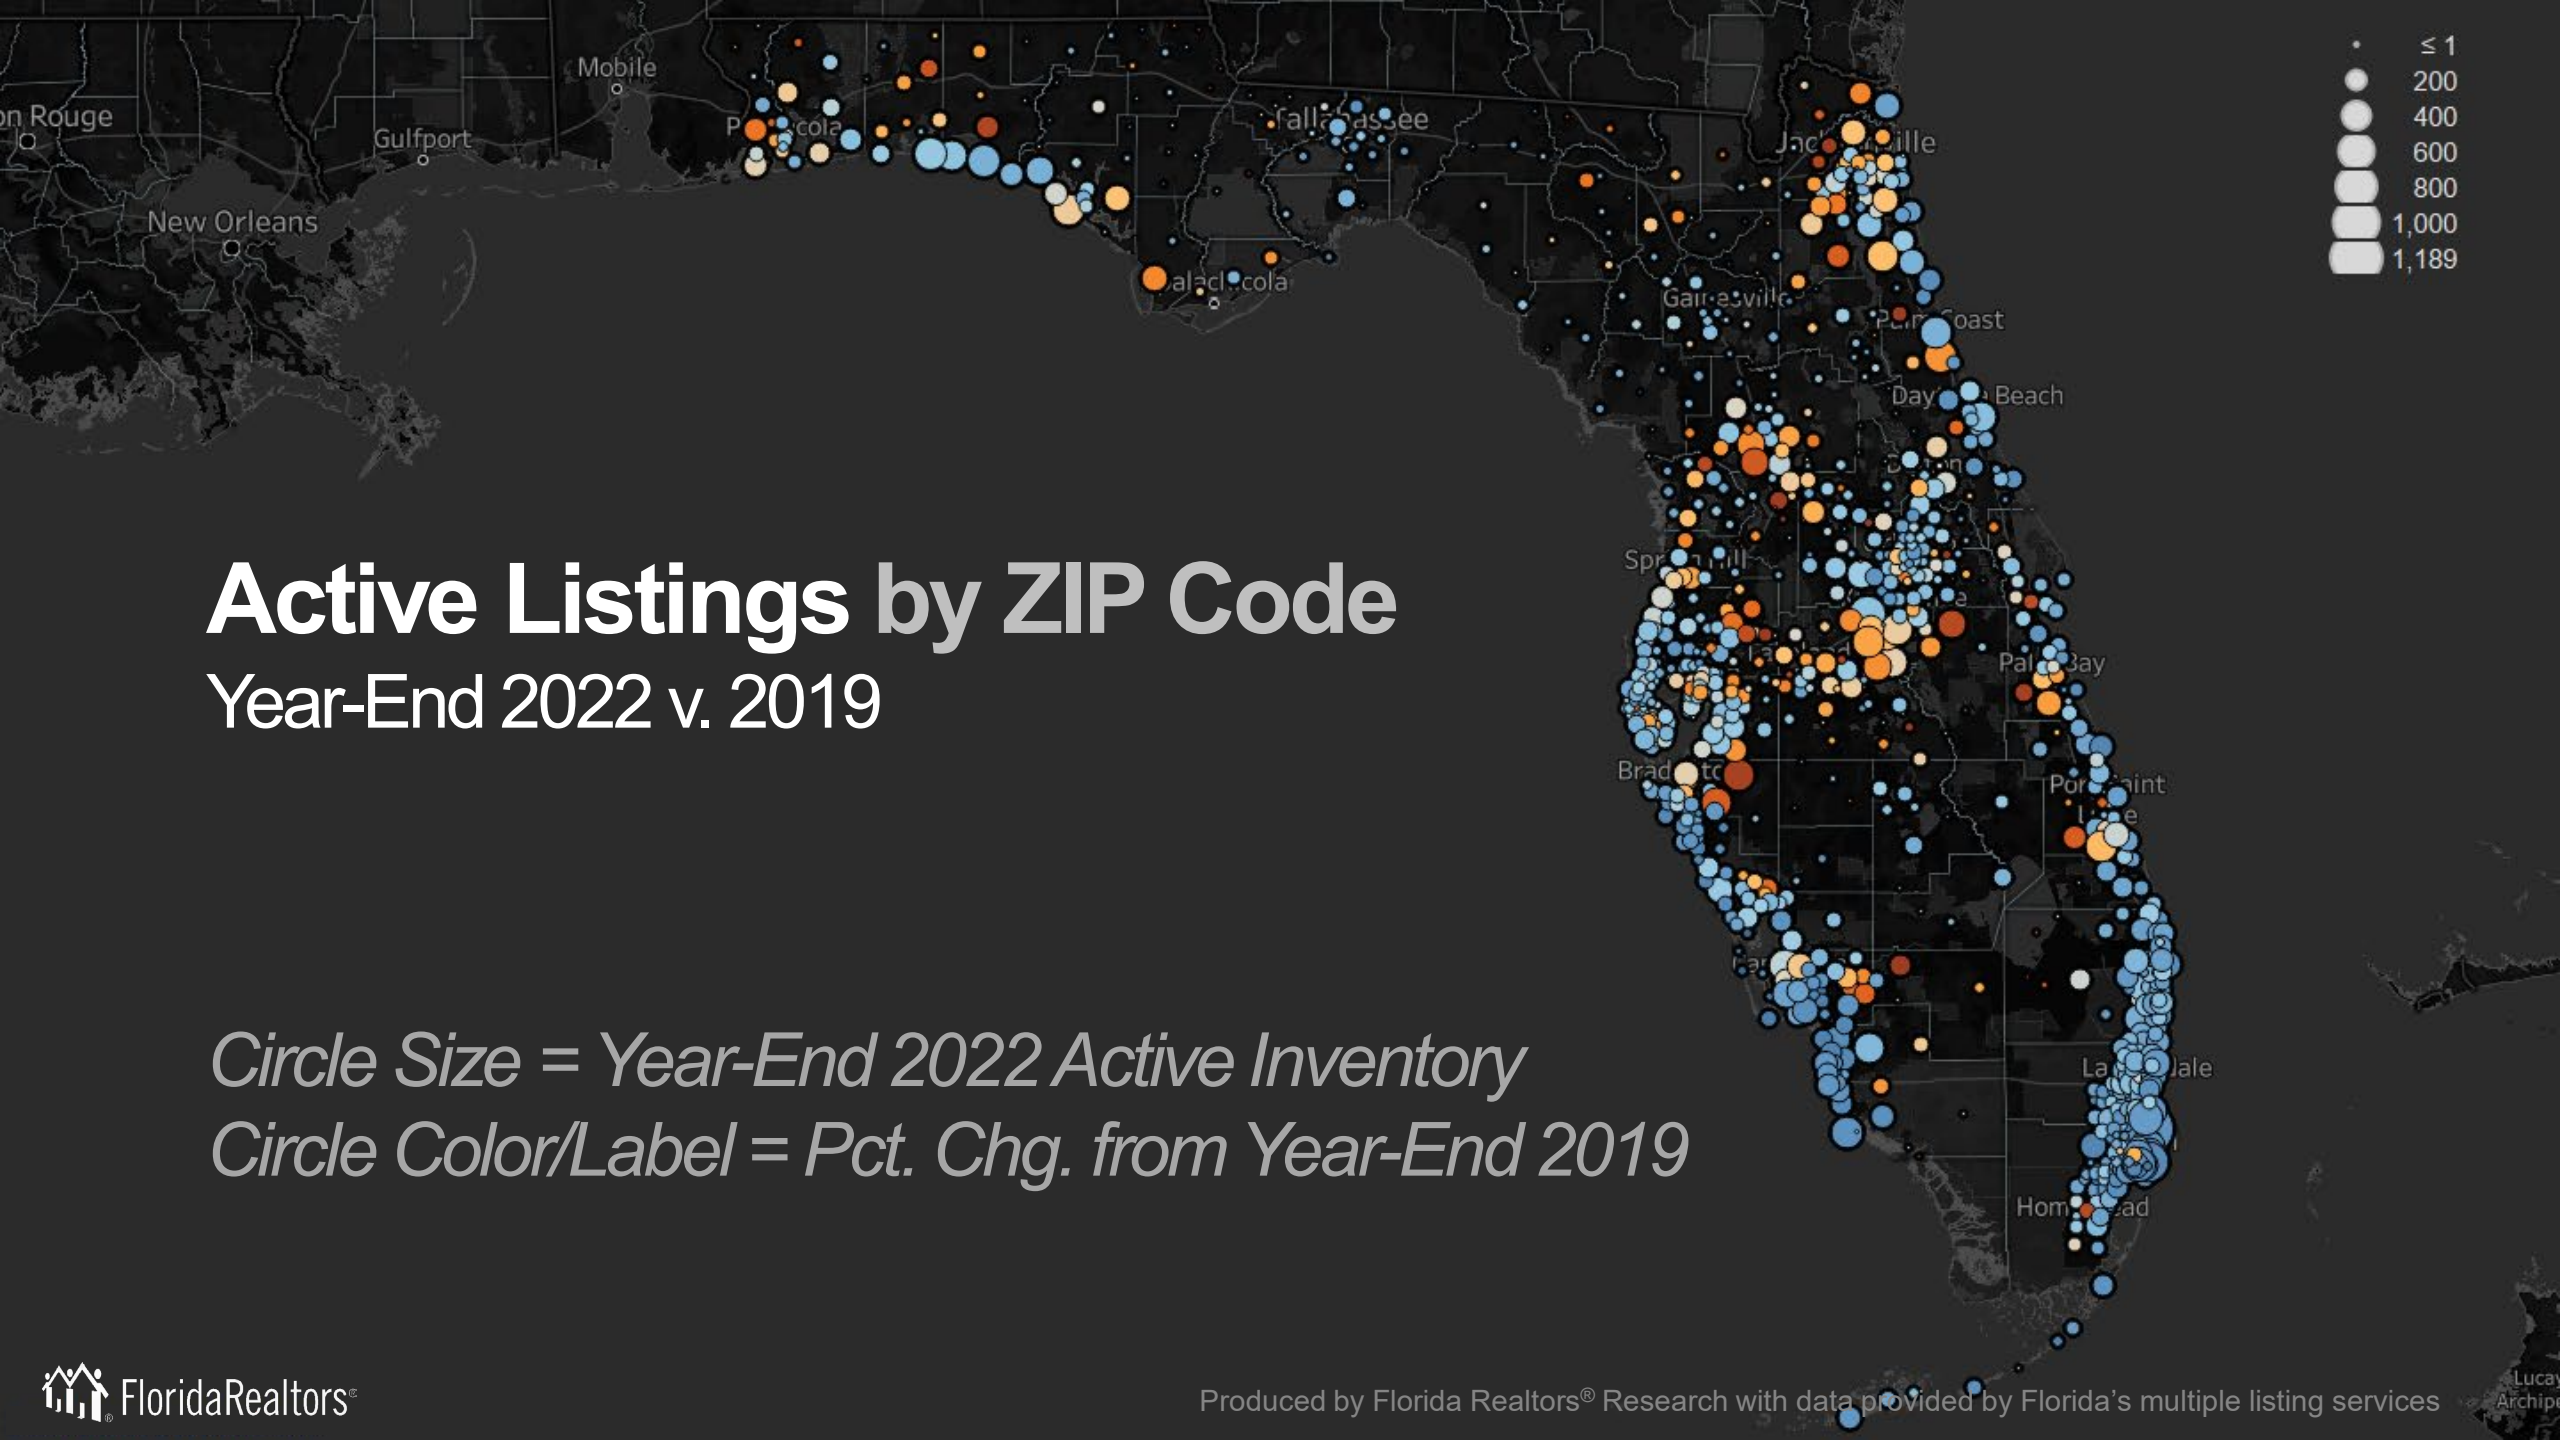 Mobile
Gulfport
New Orleans
≤ 1
200
400
600
800
1,000
1,189
Beach
Active Listings by ZIP Code
Year-End 2022 v. 2019
Circle Size = Year-End 2022 Active Inventory
Circle Color/Label = Pct. Chg. from Year-End 2019
FloridaRealtors®
Produced by Florida Realtors® Research with data provided by Florida's multiple listing services